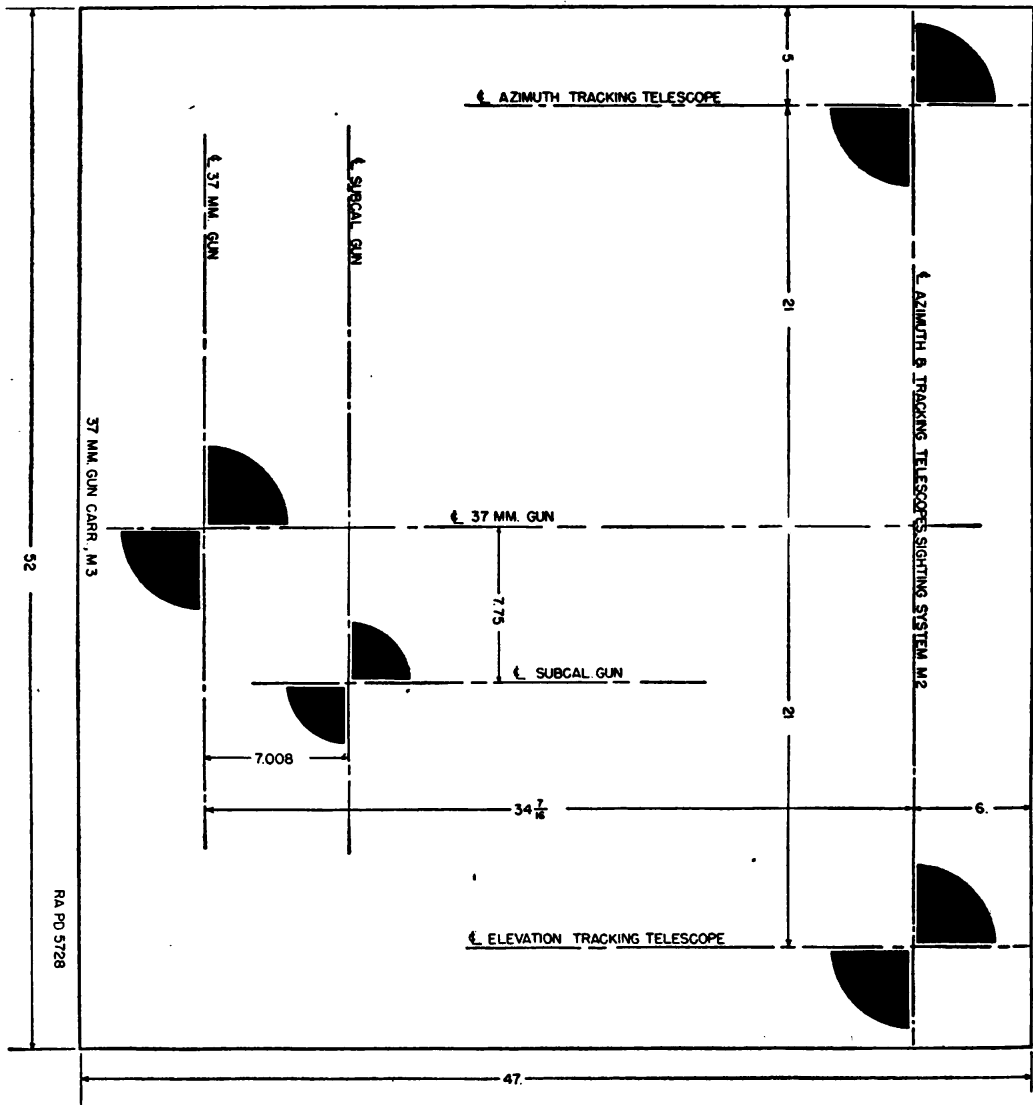 5
℄ AZIMUTH TRACKING TELESCOPE
℄ 37 MM. GUN
℄ SUBCAL GUN
21
℄ AZIMUTH & TRACKING TELESCOPES.SIGHTING SYSTEM M2
37 MM. GUN CARR., M3
℄ 37 MM. GUN
52
7.75
℄ SUBCAL. GUN
21
7.008
34 7/16
6.
RA PD 5728
℄ ELEVATION TRACKING TELESCOPE
47.